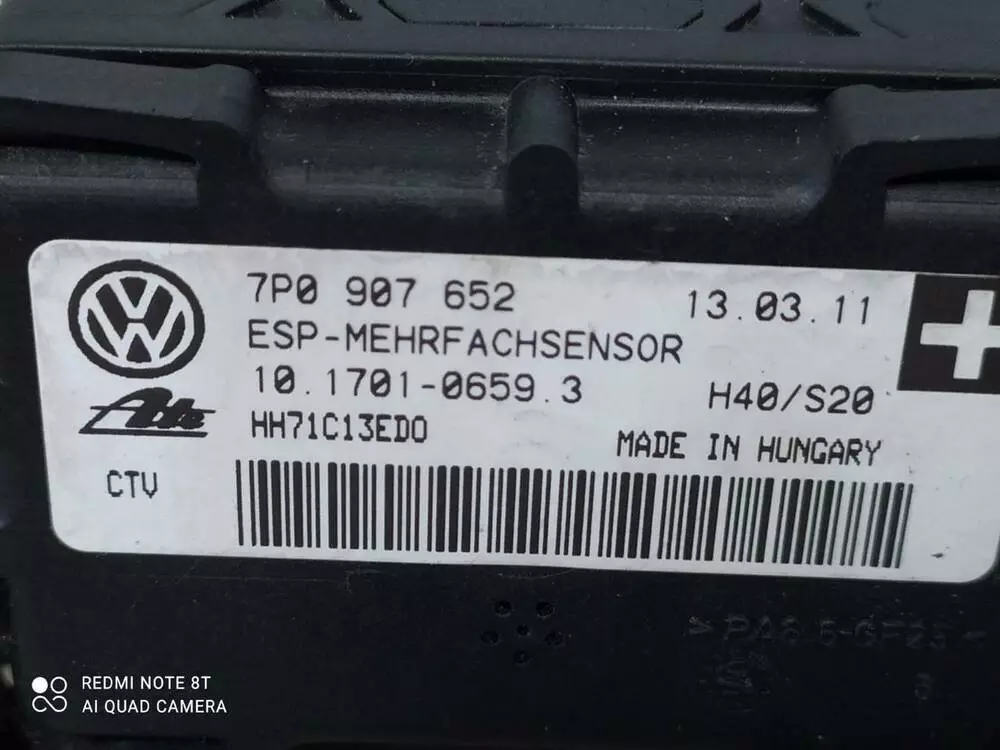 7P0 907 652
13.03.11
ESP-MEHRFACHSENSOR
10.1701-0659.3
H40/S20
Ate
HH71C13ED0
MADE IN HUNGARY
CTV
REDMI NOTE 8T
AI QUAD CAMERA